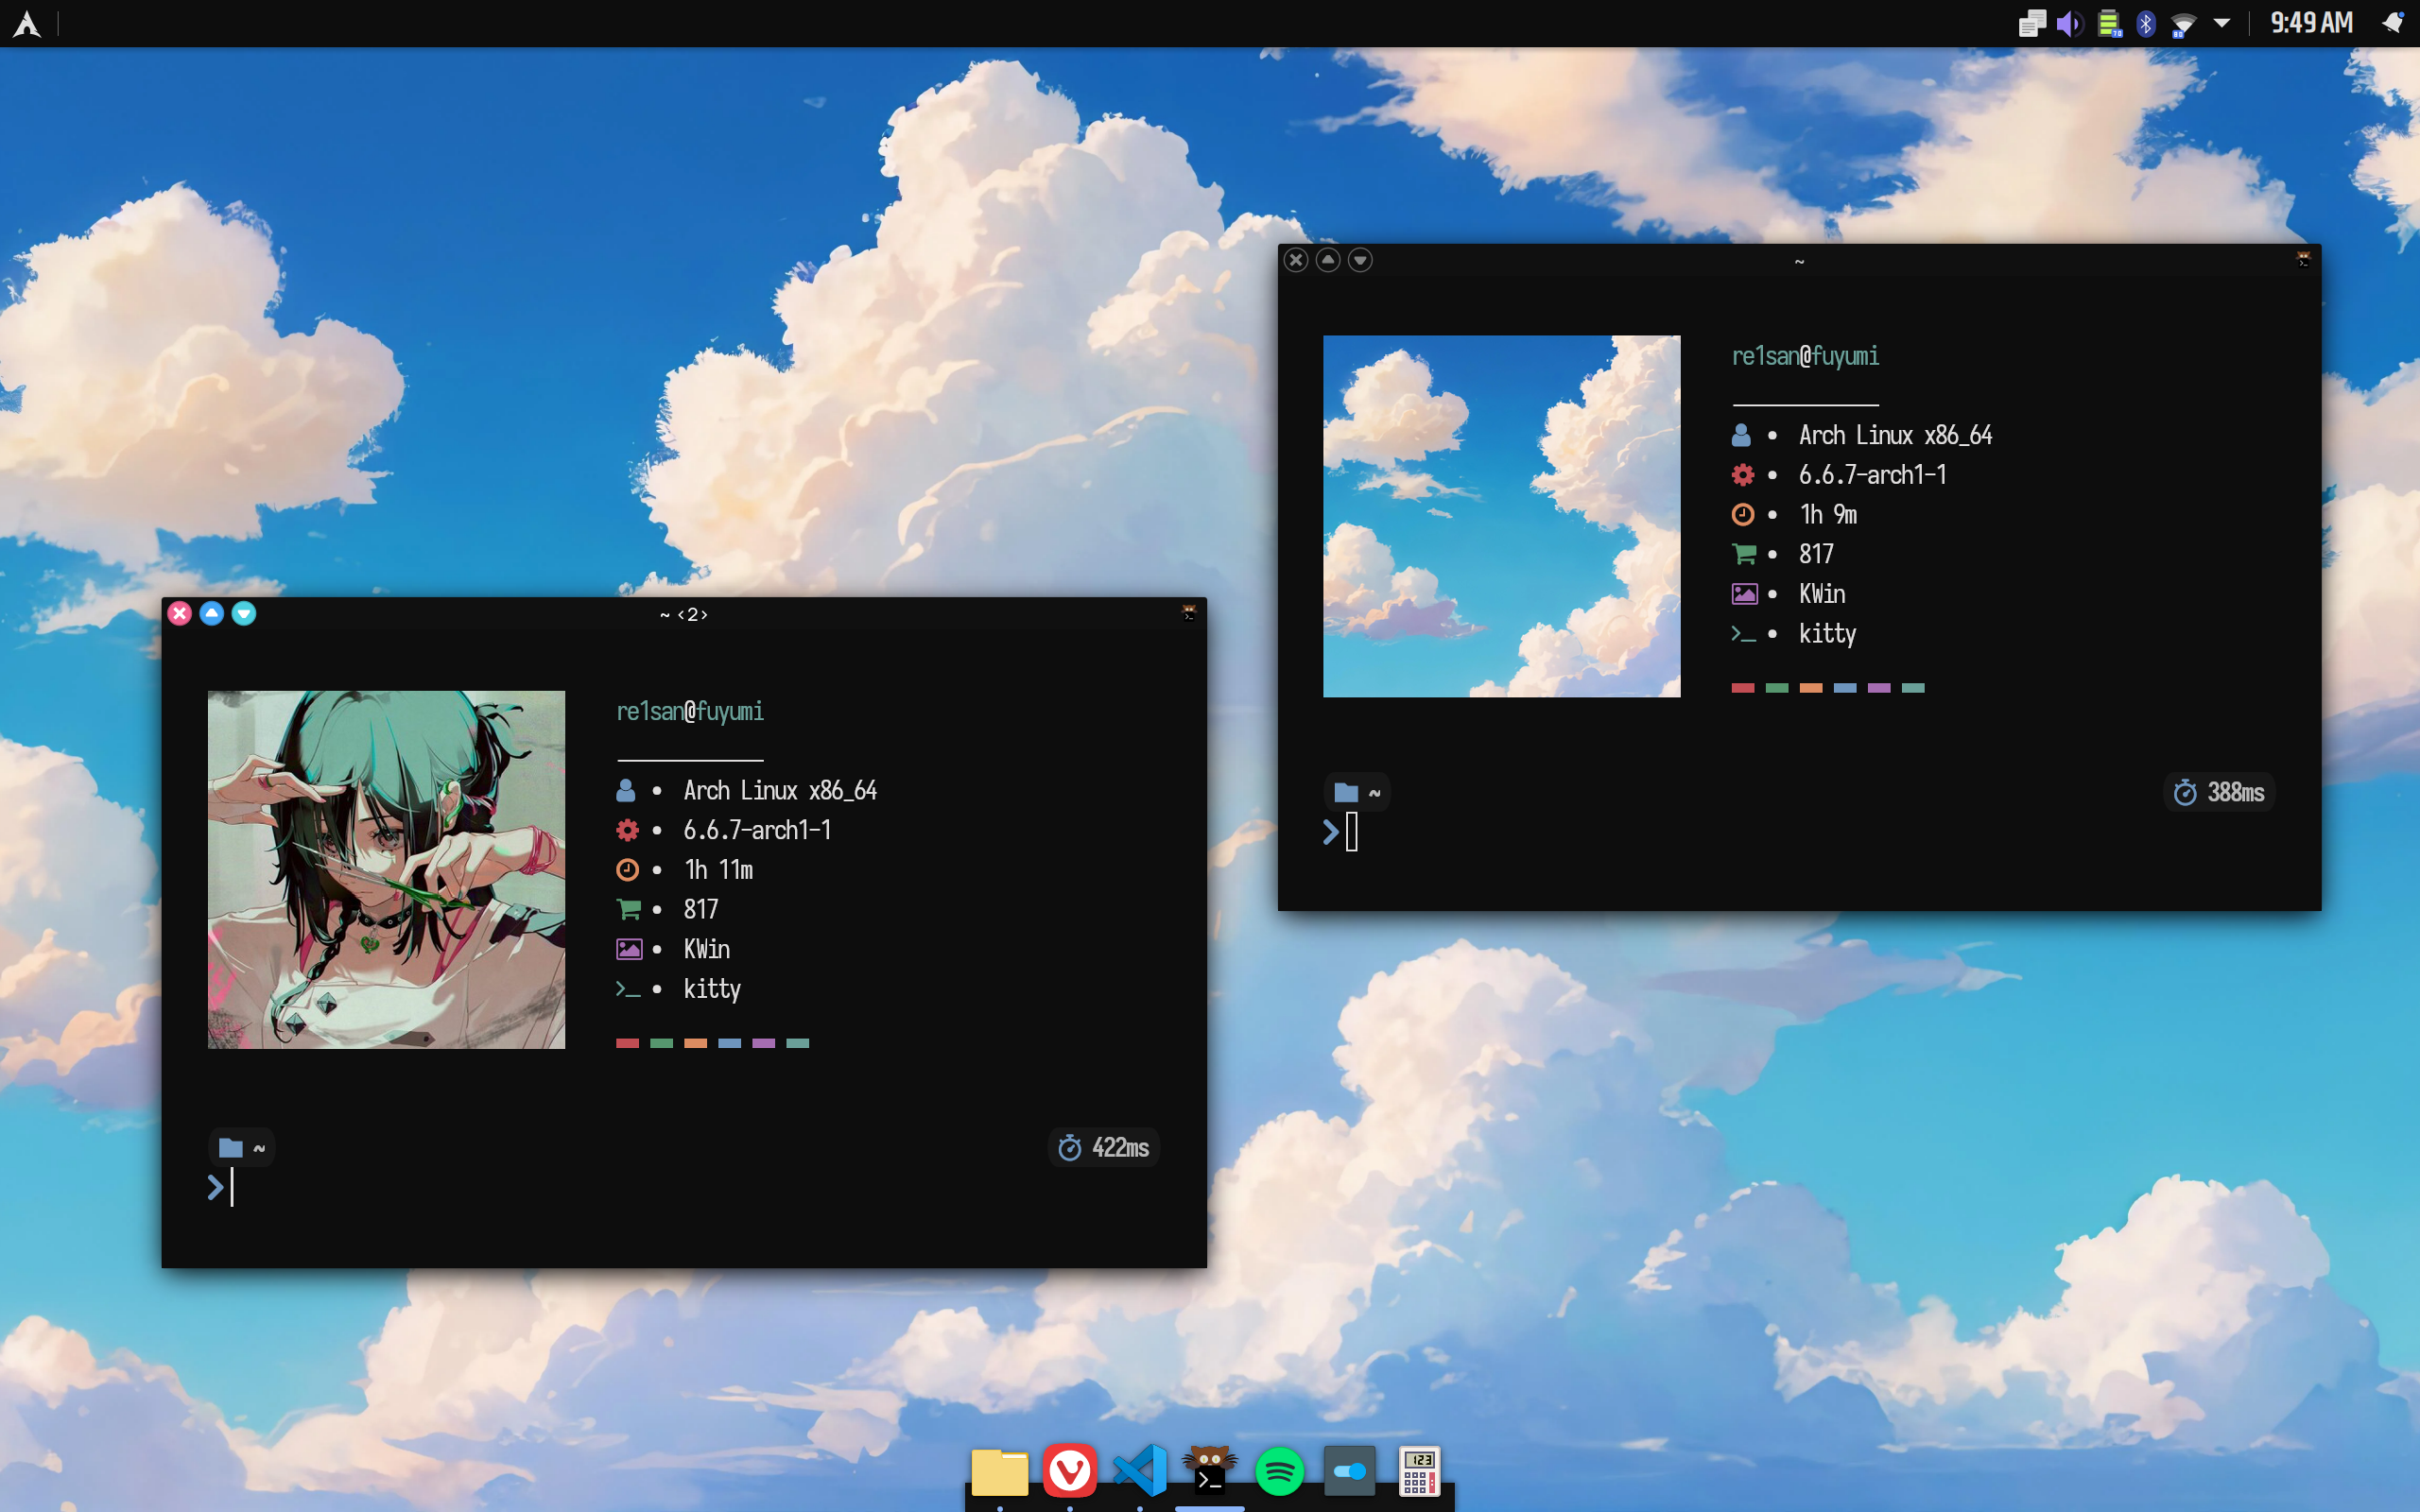 9:49 AM
~
re1san@fuyumi
Arch Linux x86_64
6.6.7-arch1-1
1h 9m
817
KWin
kitty
~
388ms
~ <2>
re1san@fuyumi
Arch Linux x86_64
6.6.7-arch1-1
1h 11m
817
KWin
kitty
~
422ms
123